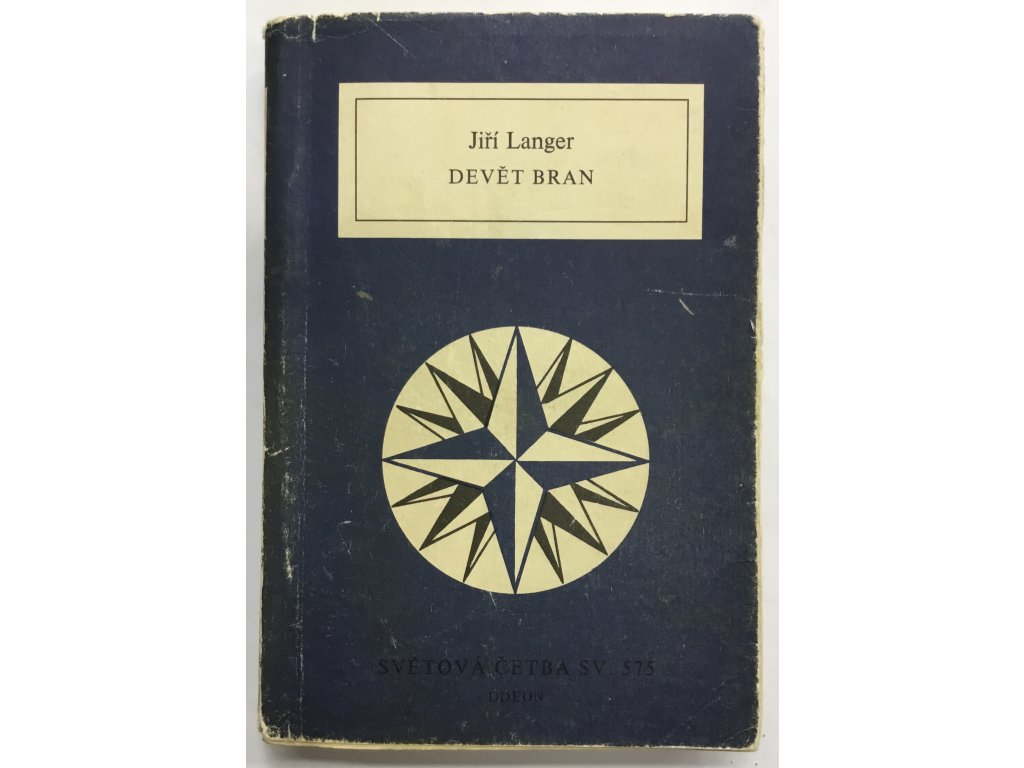 Jiří Langer
DEVĚT BRAN
SVĚTOVÁ ČETBA SV. 575
ODEON